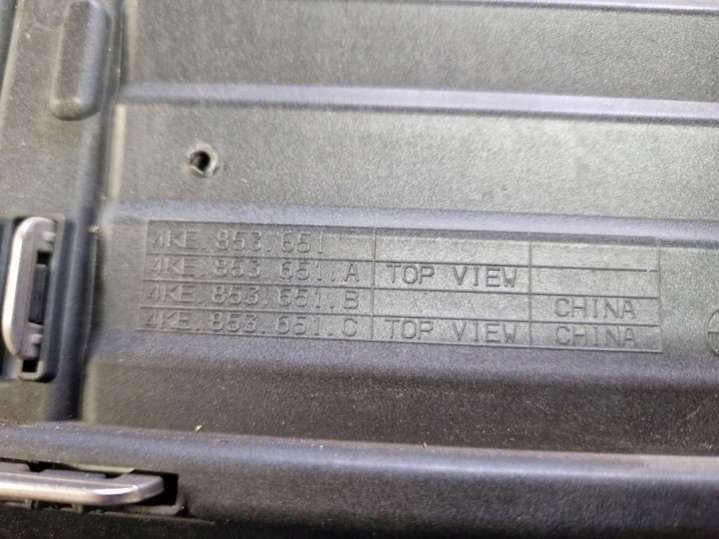 4KE.853.651
4KE.853.651.A TOP VIEW
4KE.853.651.B CHINA
4KE.853.651.C TOP VIEW CHINA